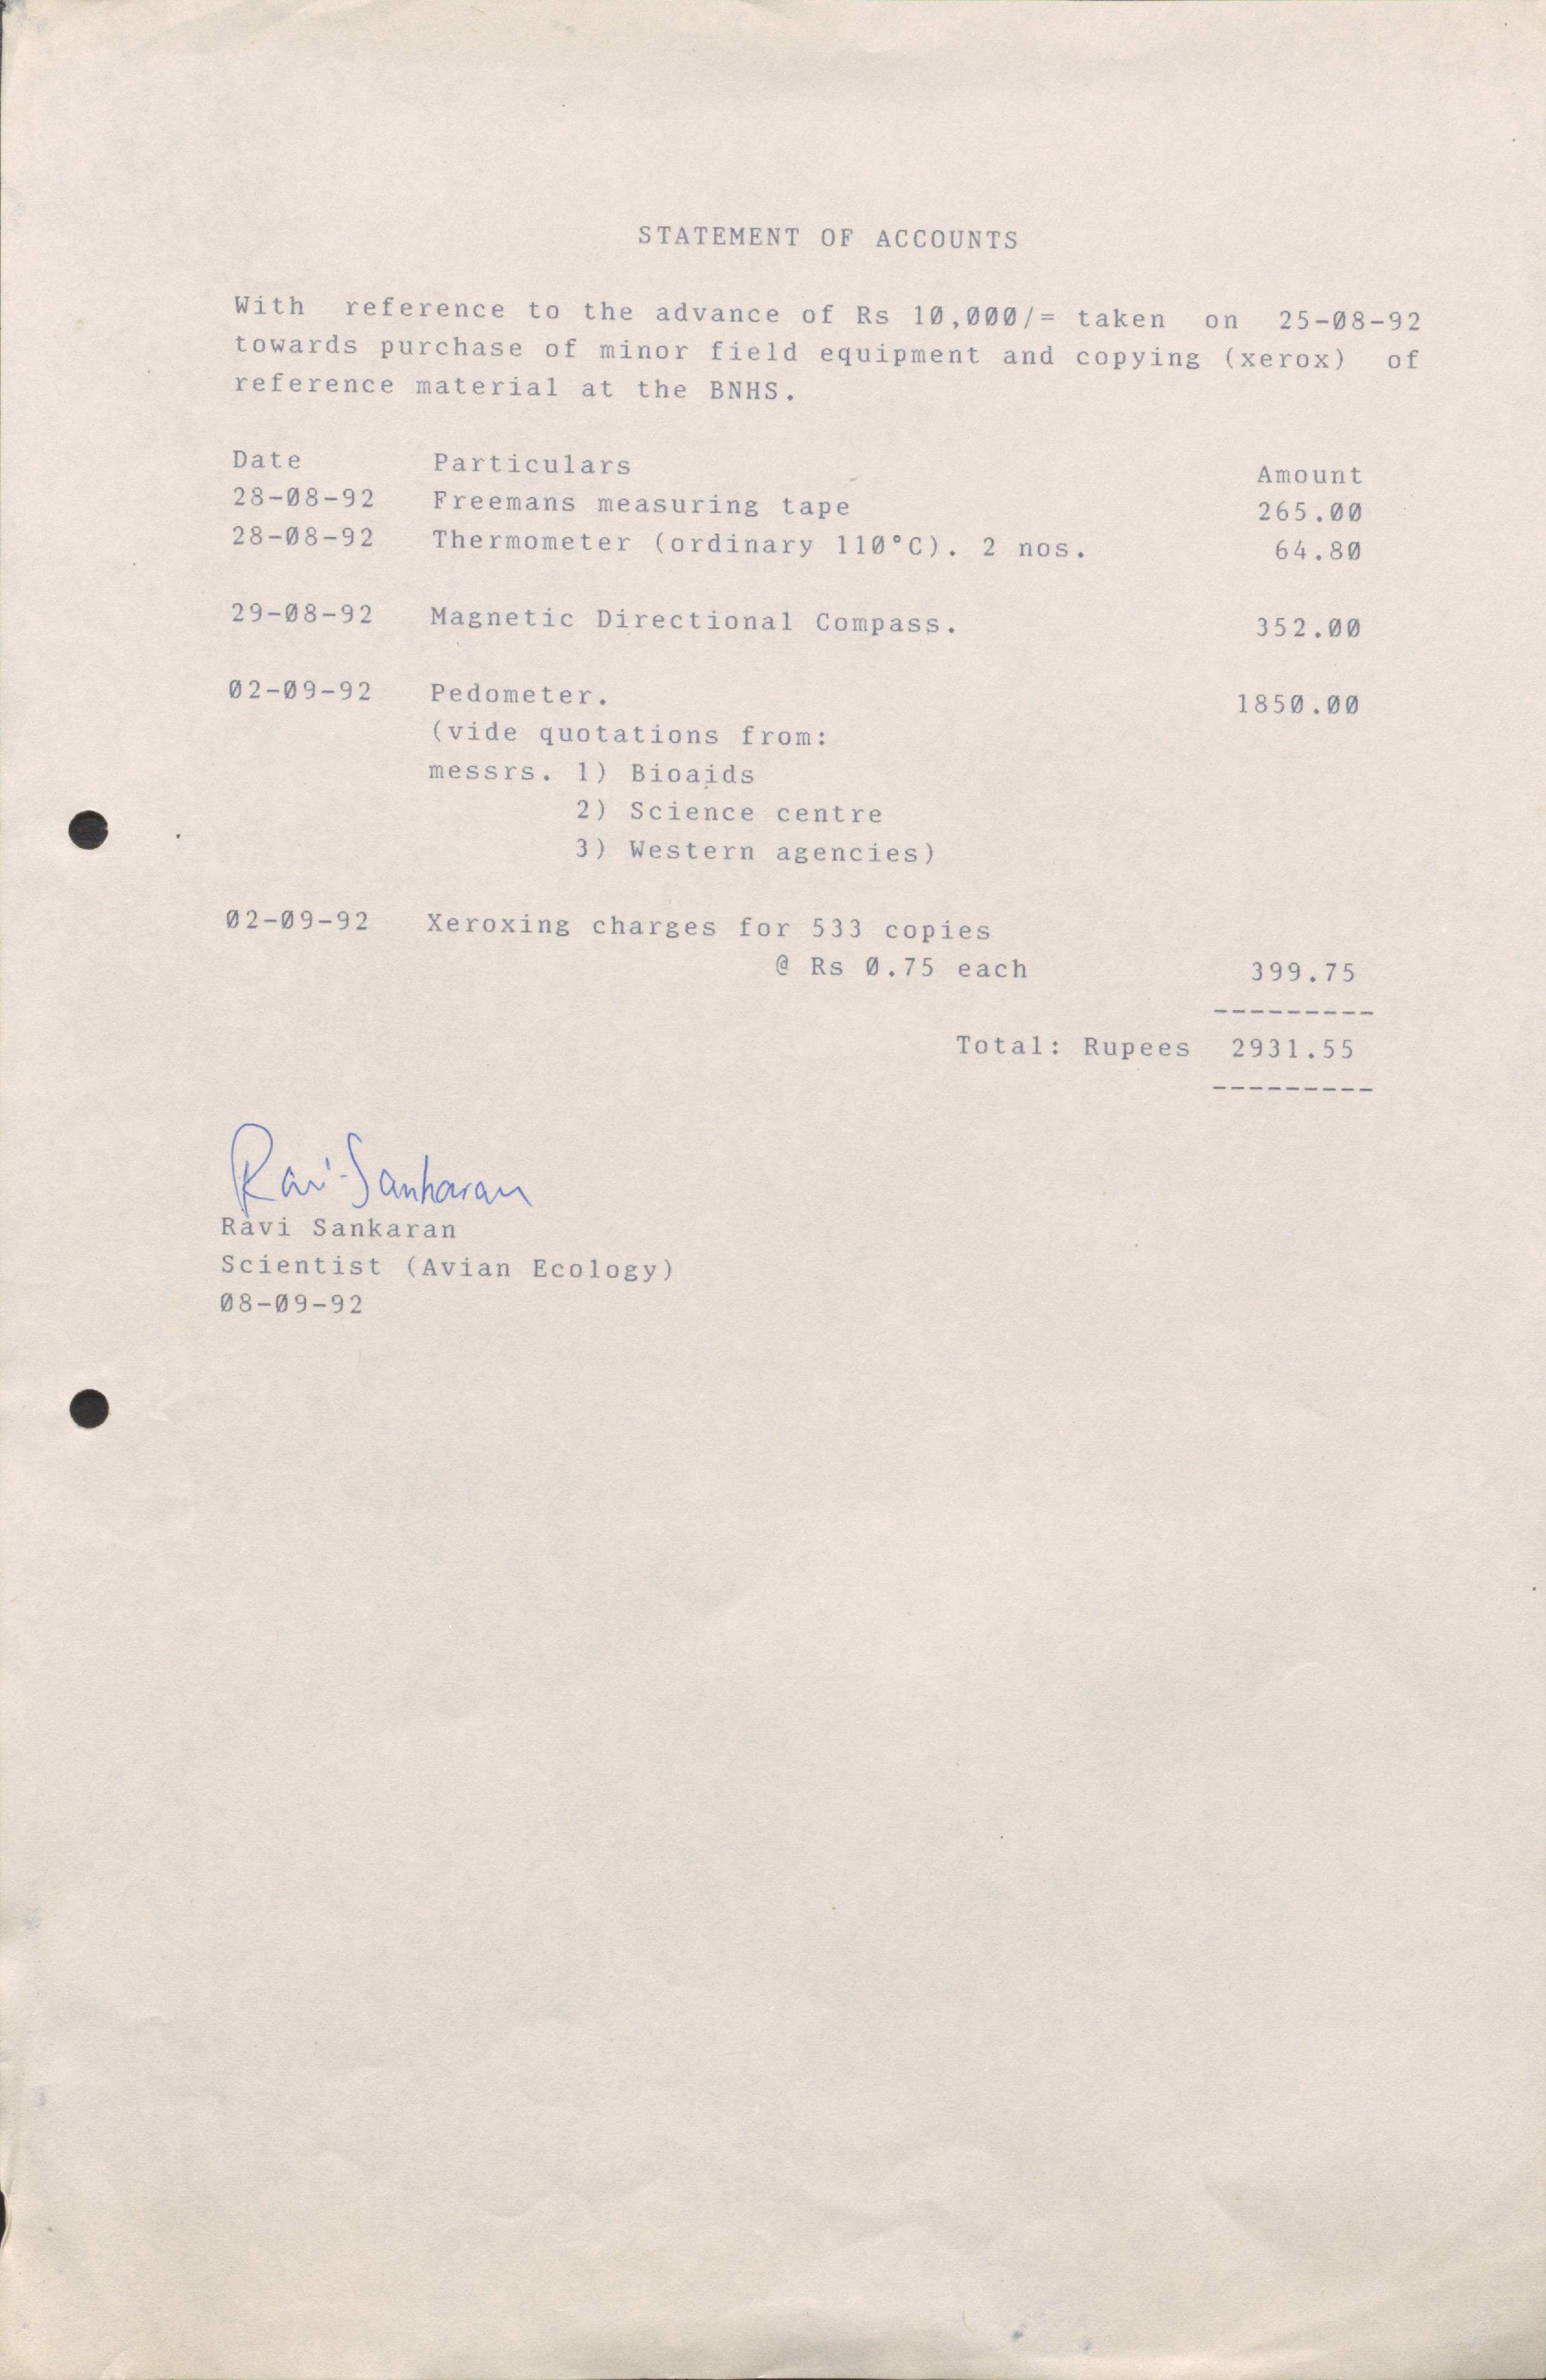 STATEMENT OF ACCOUNTS
With reference to the advance of Rs 10,000/= taken on 25-08-92
towards purchase of minor field equipment and copying (xerox) of
reference material at the BNHS.
Date Particulars Amount
28-08-92 Freemans measuring tape 265.00
28-08-92 Thermometer (ordinary 110°C). 2 nos. 64.80
29-08-92 Magnetic Directional Compass. 352.00
02-09-92 Pedometer. 1850.00
(vide quotations from:
messrs. 1) Bioaids
2) Science centre
3) Western agencies)
02-09-92 Xeroxing charges for 533 copies
@ Rs 0.75 each 399.75
---------
Total: Rupees 2931.55
---------
Ravi Sankaran
Ravi Sankaran
Scientist (Avian Ecology)
08-09-92